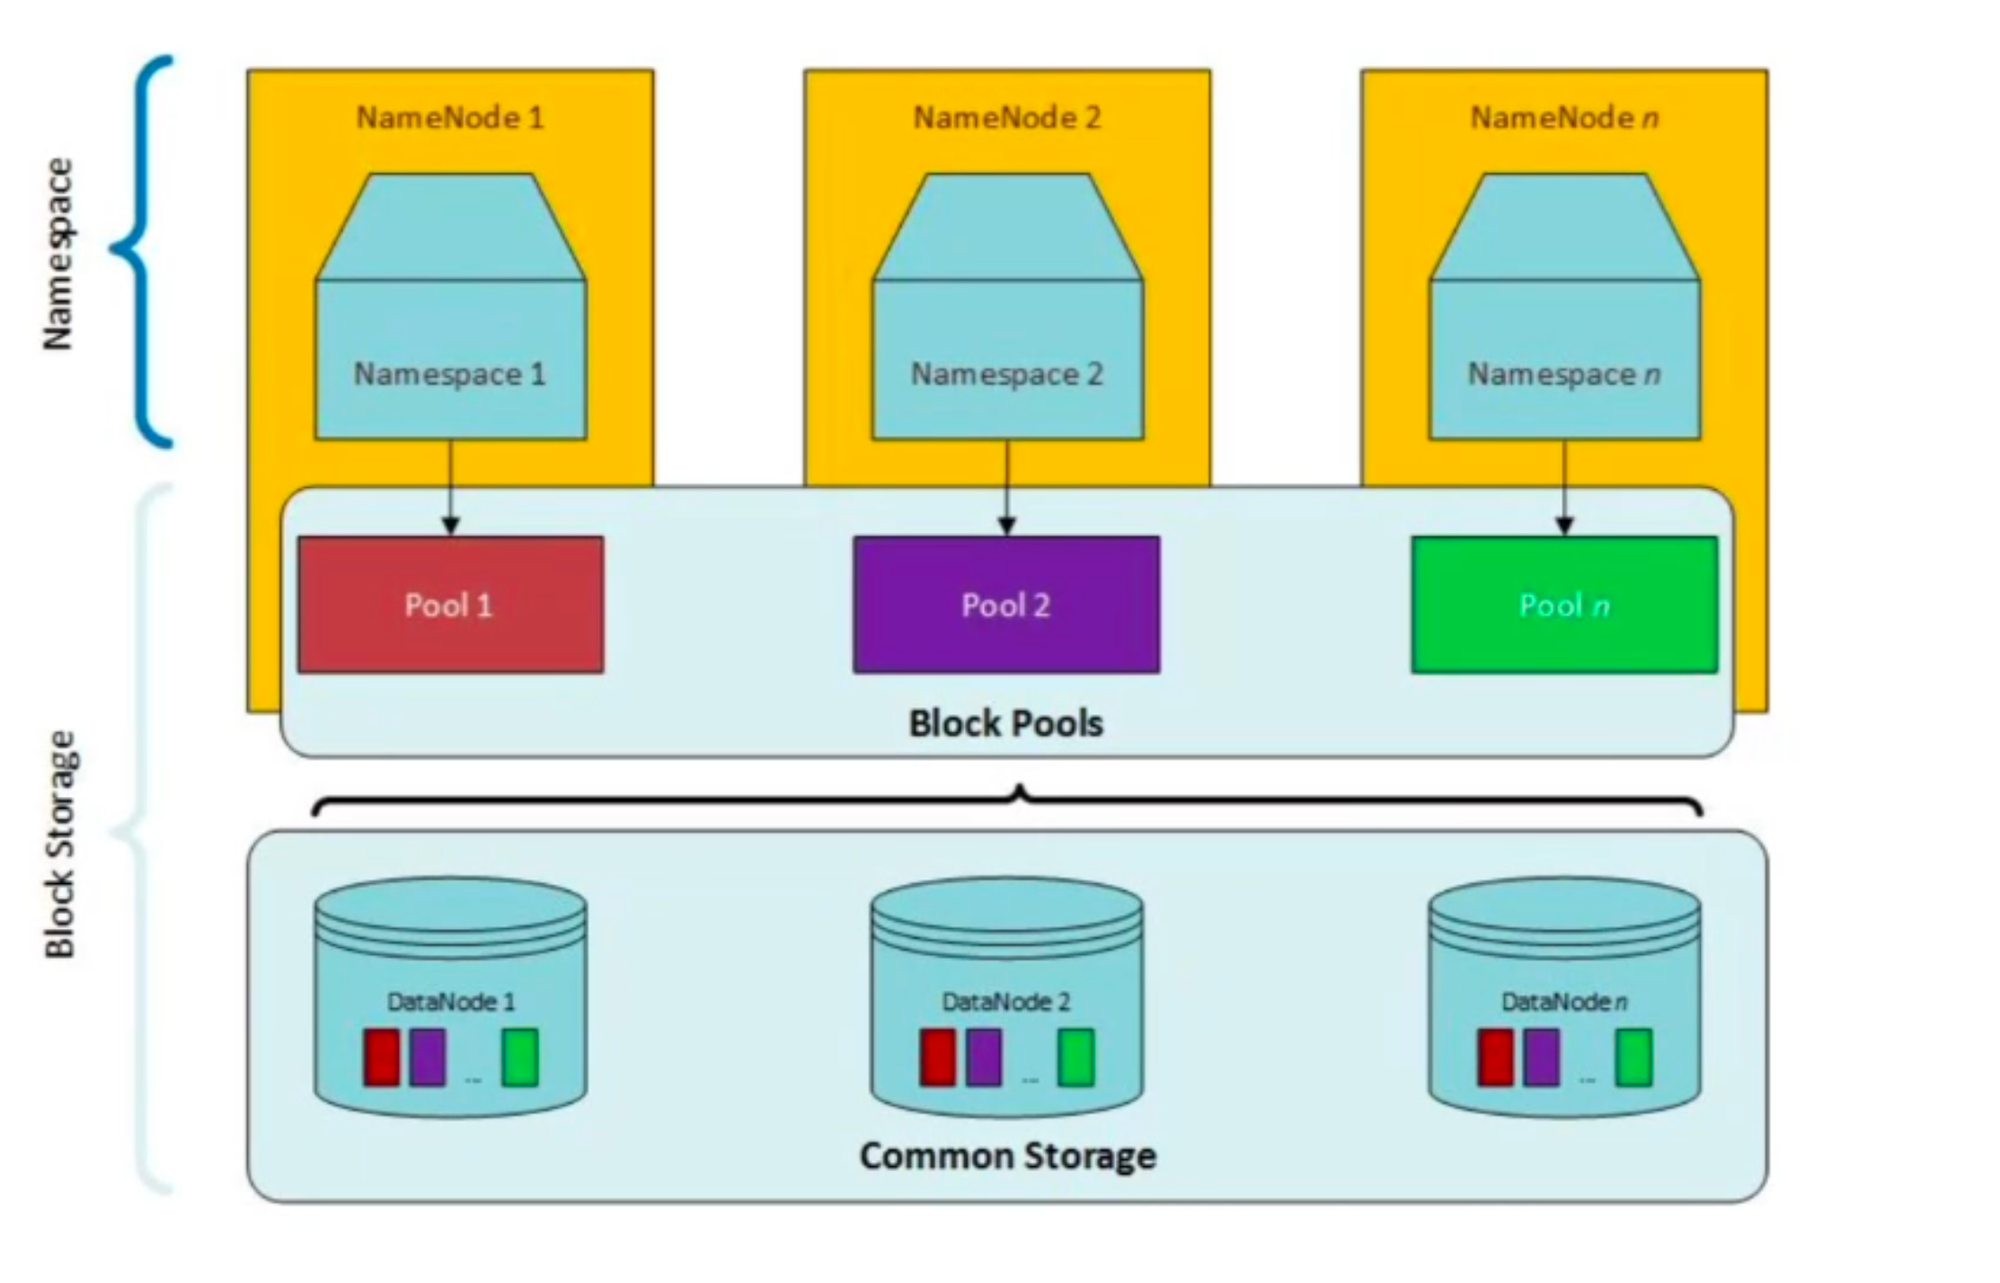 Namespace
NameNode 1
NameNode 2
NameNode n
Namespace 1
Namespace 2
Namespace n
Block Storage
Pool 1
Pool 2
Pool n
Block Pools
DataNode 1
...
DataNode 2
...
DataNode n
...
Common Storage